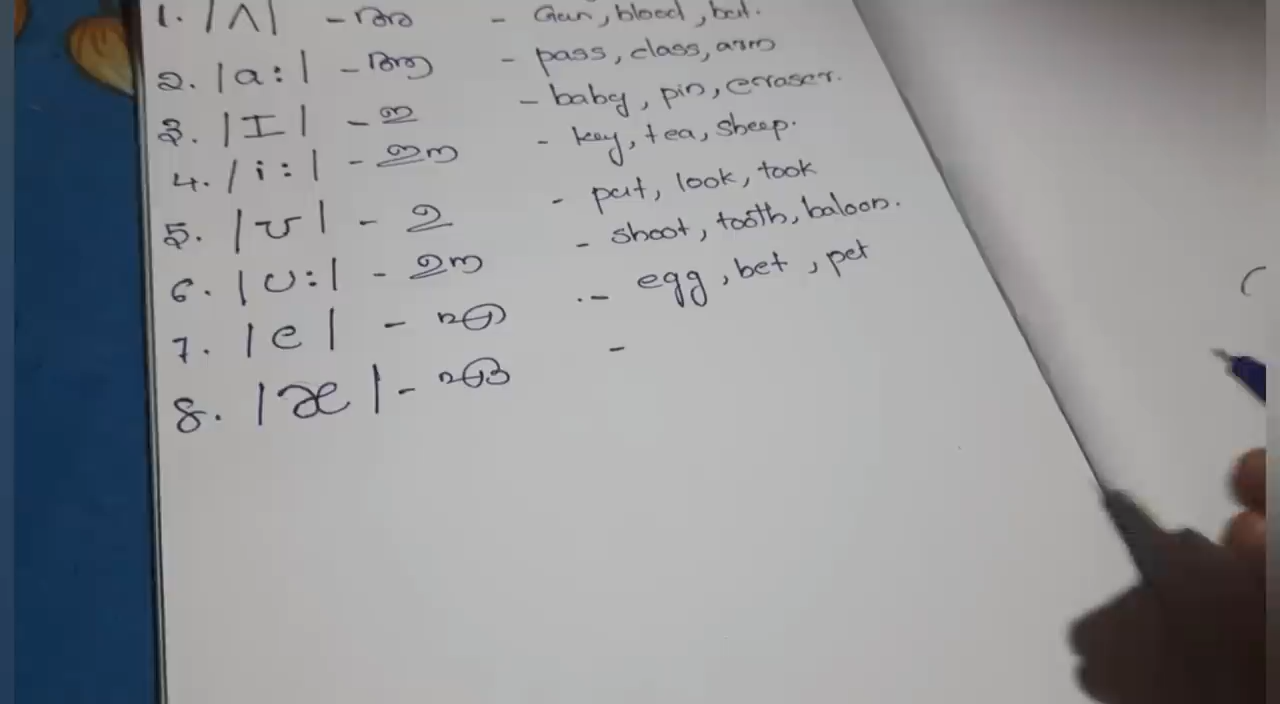 1. /ʌ/ - അ - Gun, blood, but.
2. /a:/ - ആ - pass, class, arm
3. /I/ - ഇ - baby, pin, eraser.
4. /i:/ - ഈ - key, tea, sheep.
5. /ʊ/ - ഉ - put, look, took
6. /u:/ - ഊ - shoot, tooth, baloon.
7. /e/ - എ - egg, bet, pet
8. /æ/ - ഏ -